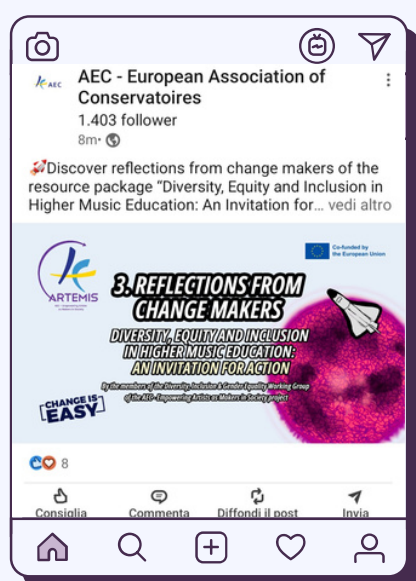 AEC
AEC - European Association of
Conservatoires
1.403 follower
8m•
Discover reflections from change makers of the
resource package "Diversity, Equity and Inclusion in
Higher Music Education: An Invitation for... vedi altro
ARTEMIS
Co-funded by
the European Union
3. REFLECTIONS FROM
CHANGE MAKERS
DIVERSITY, EQUITY AND INCLUSION
IN HIGHER MUSIC EDUCATION:
AN INVITATION FOR ACTION
By the members of the Diversity, Inclusion & Gender Equality Working Group
of the AEC - Empowering Artists as Makers in Society project
CHANGE IS
EASY
8
Consiglia
Commenta
Diffondi il post
Invia